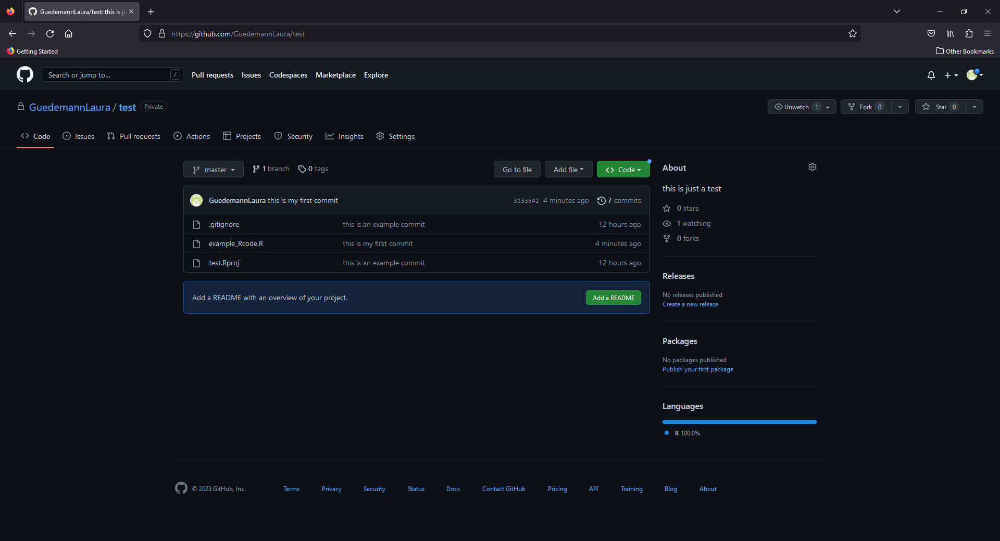 GuedemannLaura/test: this is ju
https://github.com/GuedemannLaura/test
Getting Started
Other Bookmarks
Search or jump to...
/
Pull requests
Issues
Codespaces
Marketplace
Explore
GuedemannLaura / test Private
Unwatch 1
Fork 0
Star 0
Code
Issues
Pull requests
Actions
Projects
Security
Insights
Settings
master
1 branch
0 tags
Go to file
Add file
Code
GuedemannLaura this is my first commit 3133542 4 minutes ago 7 commits
.gitignore this is an example commit 12 hours ago
example_Rcode.R this is my first commit 4 minutes ago
test.Rproj this is an example commit 12 hours ago
Add a README with an overview of your project.
Add a README
About
this is just a test
0 stars
1 watching
0 forks
Releases
No releases published
Create a new release
Packages
No packages published
Publish your first package
Languages
R 100.0%
© 2023 GitHub, Inc.
Terms
Privacy
Security
Status
Docs
Contact GitHub
Pricing
API
Training
Blog
About